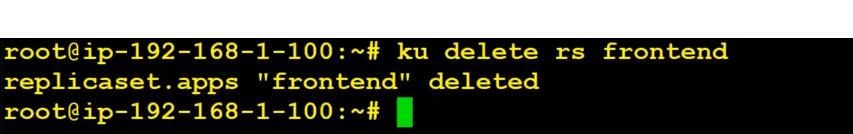 root@ip-192-168-1-100:~# ku delete rs frontend
replicaset.apps "frontend" deleted
root@ip-192-168-1-100:~#